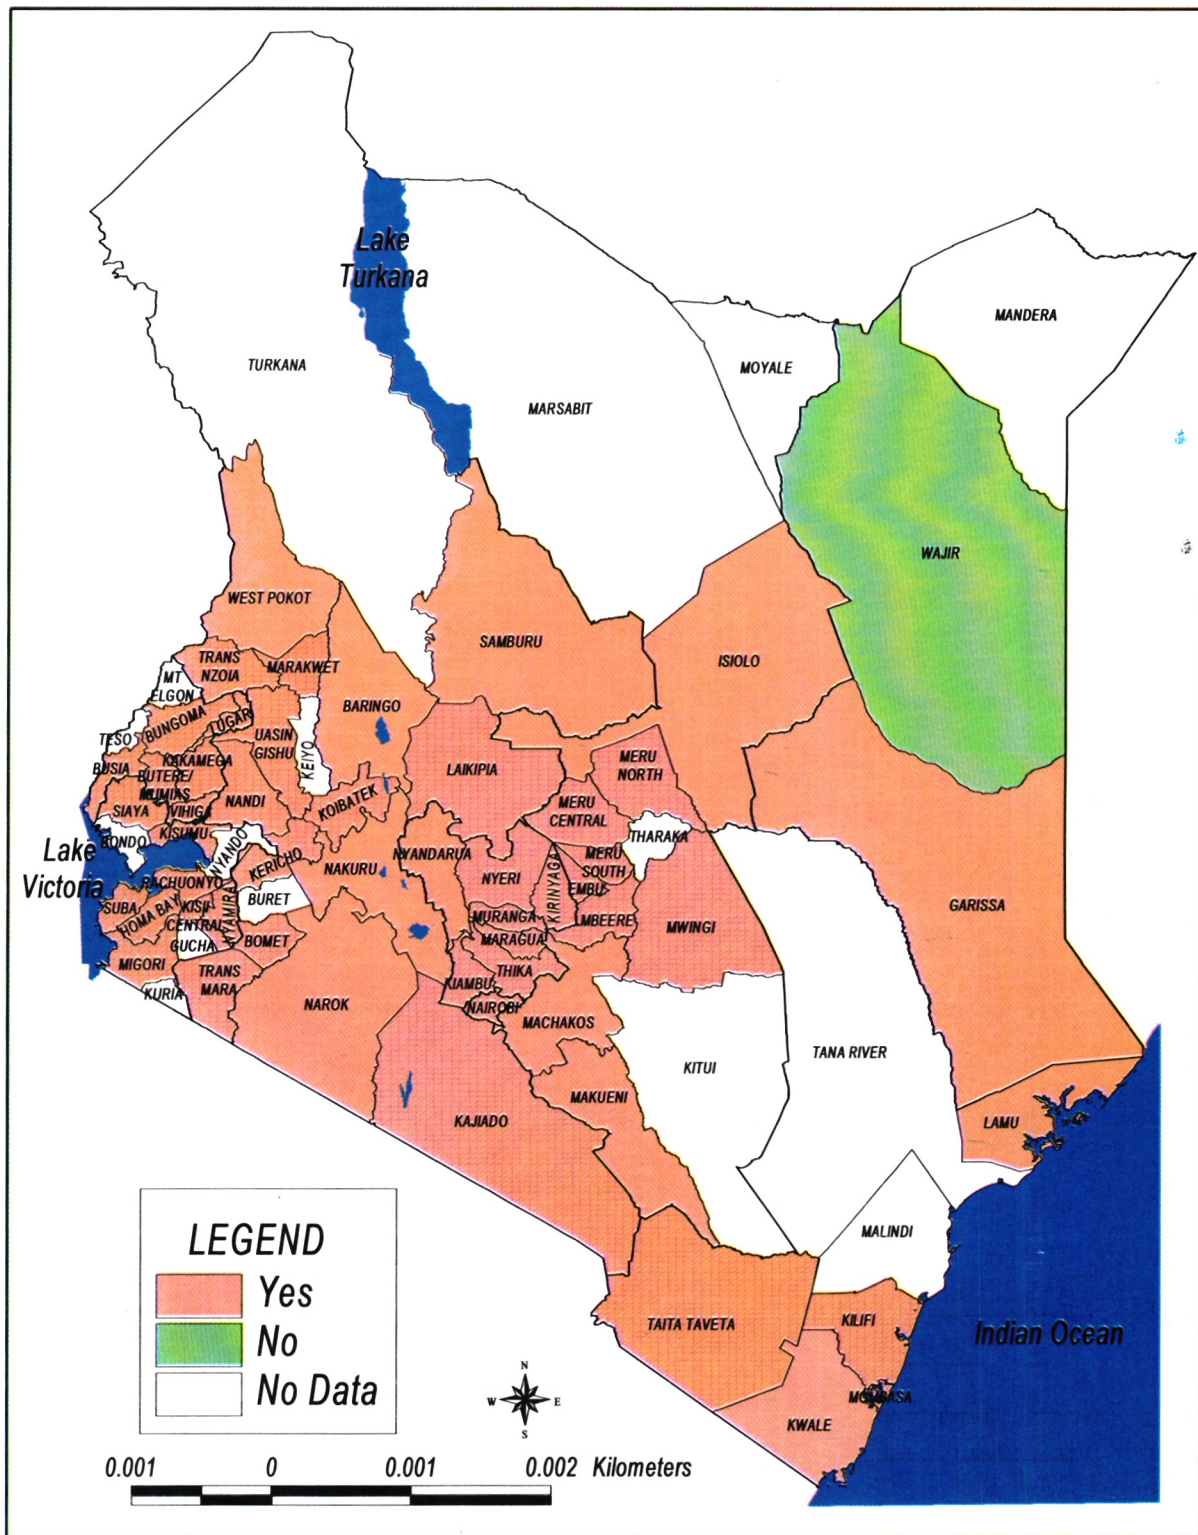 Lake
Turkana
MANDERA
TURKANA
MOYALE
MARSABIT
WAJIR
WEST POKOT
SAMBURU
ISIOLO
TRANS
NZOIA
MARAKWET
MT
ELGON
BARINGO
BUNGOMA
LUGARI
TESO
UASIN
GISHU
KEIYO
MERU
NORTH
LAIKIPIA
BUSIA
KAKAMEGA
BUTERE/
MUMIAS
SIAYA
VIHIGA
NANDI
KOIBATEK
MERU
CENTRAL
THARAKA
BONDO
KISUMU
NYANDO
Lake
Victoria
KERICHO
NAKURU
NYANDARUA
NYERI
KIRINYAGA
MERU
SOUTH
EMBU
RACHUONYO
SUBA
HOMA BAY
KISII
CENTRAL
NYAMIRA
BURET
GARISSA
MURANGA
MBEERE
MWINGI
GUCHA
BOMET
MARAGUA
MIGORI
TRANS
MARA
THIKA
KIAMBU
KURIA
NAROK
NAIROBI
MACHAKOS
KITUI
TANA RIVER
MAKUENI
KAJIADO
LAMU
MALINDI
LEGEND
Yes
No
No Data
TAITA TAVETA
KILIFI
Indian Ocean
MOMBASA
KWALE
N
W
E
S
0.001
0
0.001
0.002
Kilometers